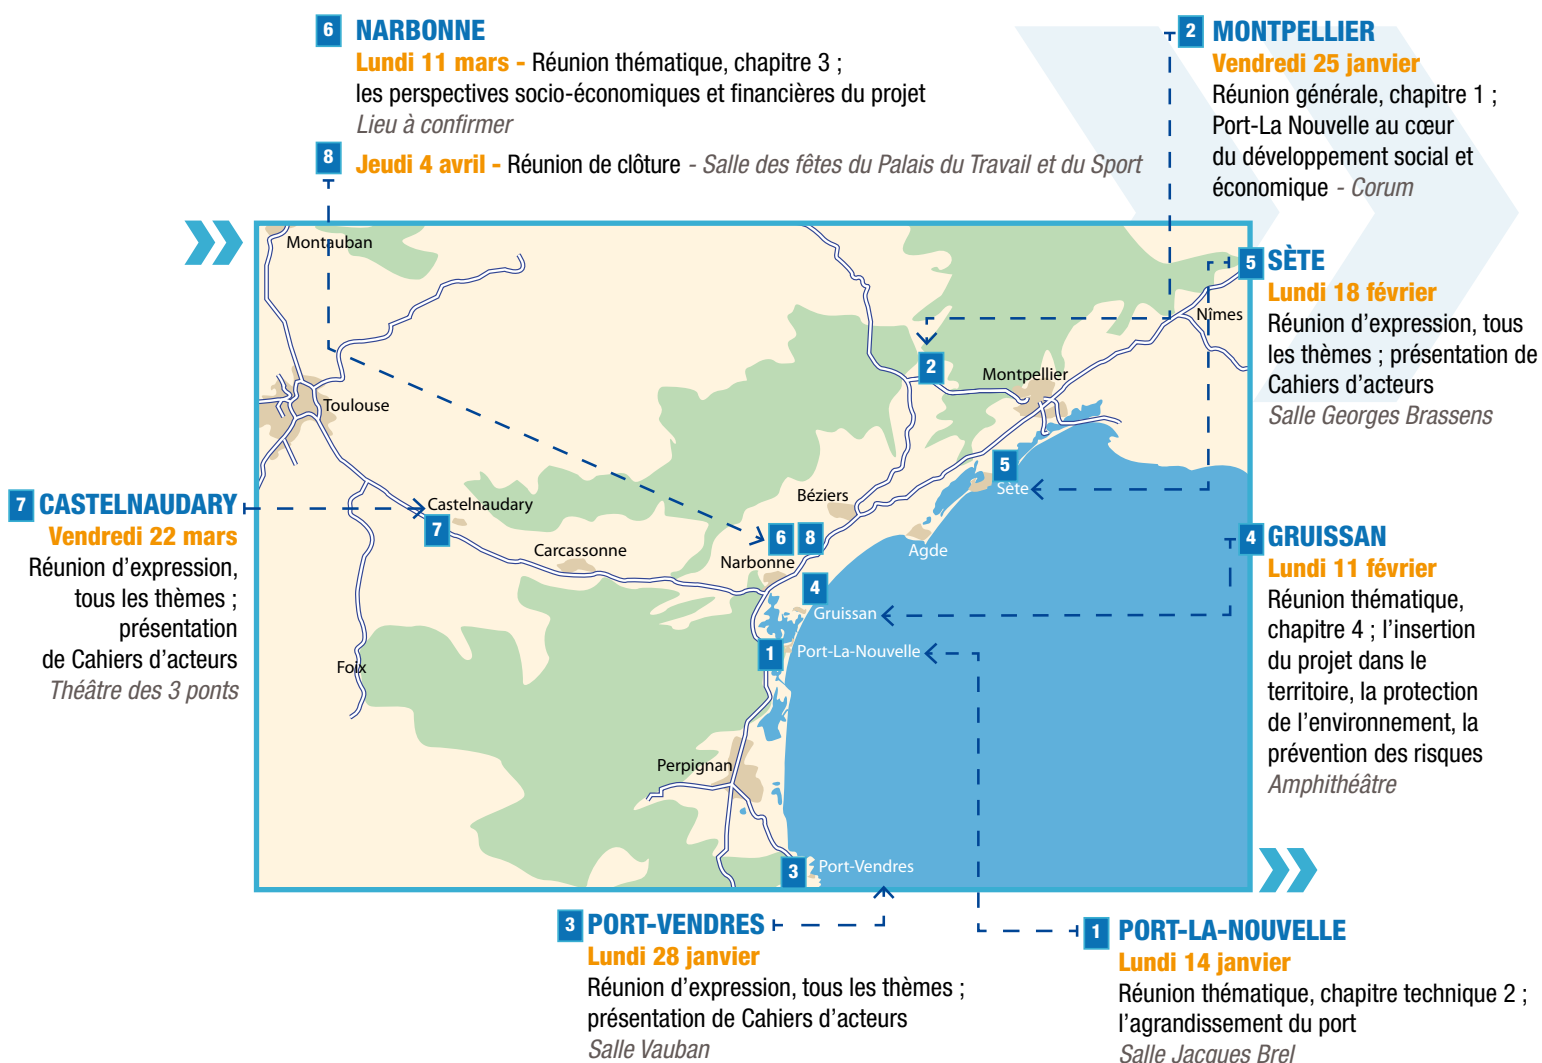 6 NARBONNE
Lundi 11 mars - Réunion thématique, chapitre 3 ;
les perspectives socio-économiques et financières du projet
Lieu à confirmer
8 Jeudi 4 avril - Réunion de clôture - Salle des fêtes du Palais du Travail et du Sport
2 MONTPELLIER
Vendredi 25 janvier
Réunion générale, chapitre 1 ;
Port-La Nouvelle au cœur
du développement social et
économique - Corum
5 SÈTE
Lundi 18 février
Réunion d’expression, tous
les thèmes ; présentation de
Cahiers d’acteurs
Salle Georges Brassens
4 GRUISSAN
Lundi 11 février
Réunion thématique,
chapitre 4 ; l’insertion
du projet dans le
territoire, la protection
de l’environnement, la
prévention des risques
Amphithéâtre
7 CASTELNAUDARY
Vendredi 22 mars
Réunion d’expression,
tous les thèmes ;
présentation
de Cahiers d’acteurs
Théâtre des 3 ponts
Montauban
Nîmes
2
Montpellier
Toulouse
5
Sète
Béziers
Castelnaudary
7
6 8
Agde
Carcassonne
Narbonne
4
Gruissan
1 Port-La-Nouvelle
Foix
Perpignan
3 Port-Vendres
3 PORT-VENDRES
Lundi 28 janvier
Réunion d’expression, tous les thèmes ;
présentation de Cahiers d’acteurs
Salle Vauban
1 PORT-LA-NOUVELLE
Lundi 14 janvier
Réunion thématique, chapitre technique 2 ;
l’agrandissement du port
Salle Jacques Brel